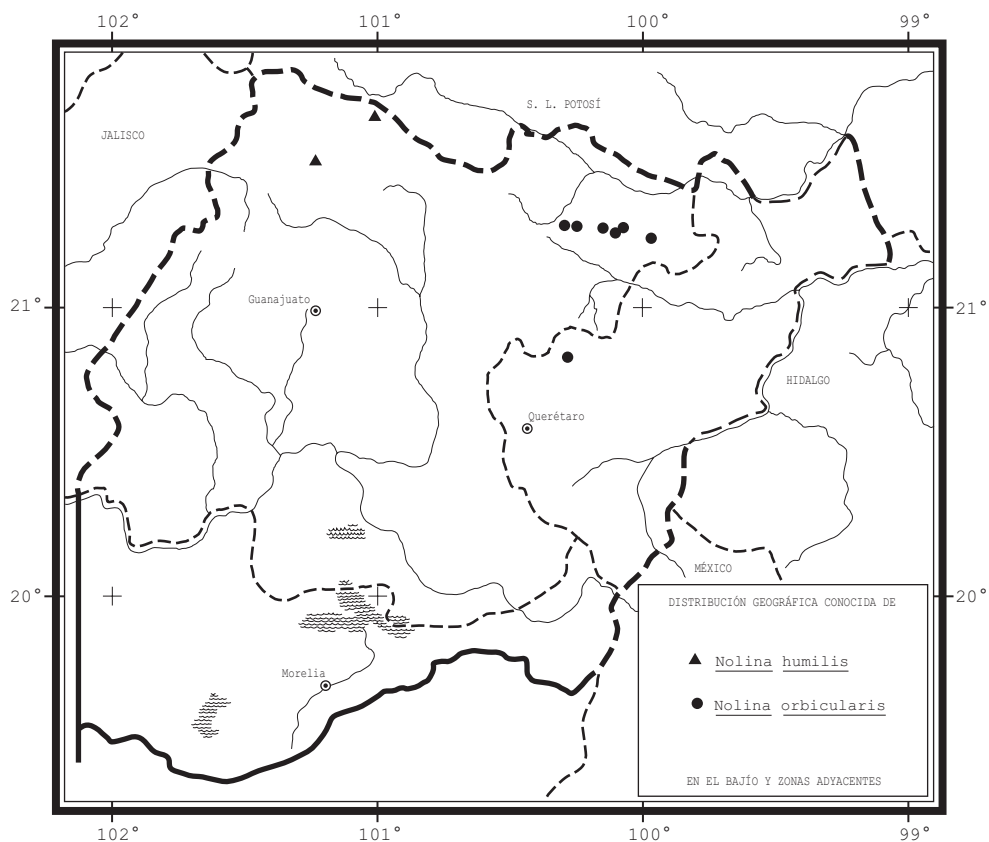 102° 101° 100° 99°
S. L. POTOSÍ
JALISCO
Guanajuato
21° 21°
HIDALGO
Querétaro
MÉXICO
20° 20°
DISTRIBUCIÓN GEOGRÁFICA CONOCIDA DE
Nolina humilis
Morelia
Nolina orbicularis
EN EL BAJÍO Y ZONAS ADYACENTES
102° 101° 100° 99°